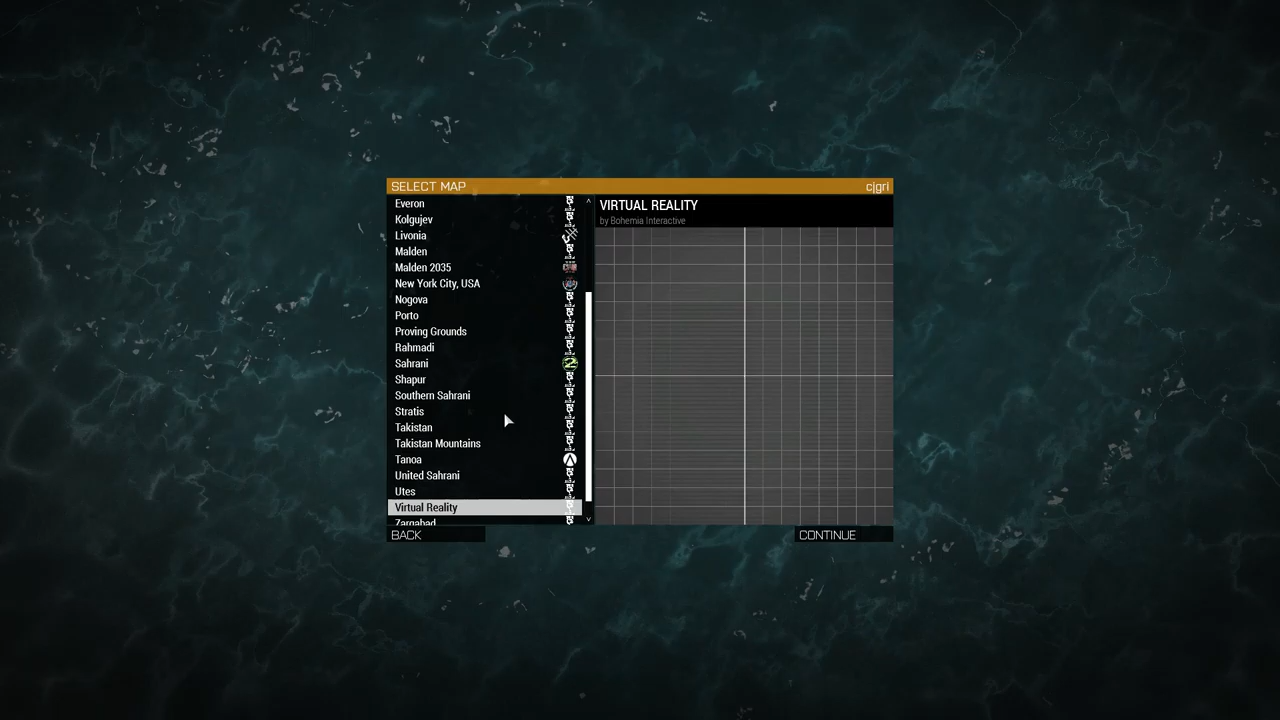 SELECT MAP c|grl
Everon
Kolgujev
Livonia
Malden
Malden 2035
New York City, USA
Nogova
Porto
Proving Grounds
Rahmadi
Sahrani
Shapur
Southern Sahrani
Stratis
Takistan
Takistan Mountains
Tanoa
United Sahrani
Utes
Virtual Reality
Zargabad
VIRTUAL REALITY
by Bohemia Interactive
BACK
CONTINUE